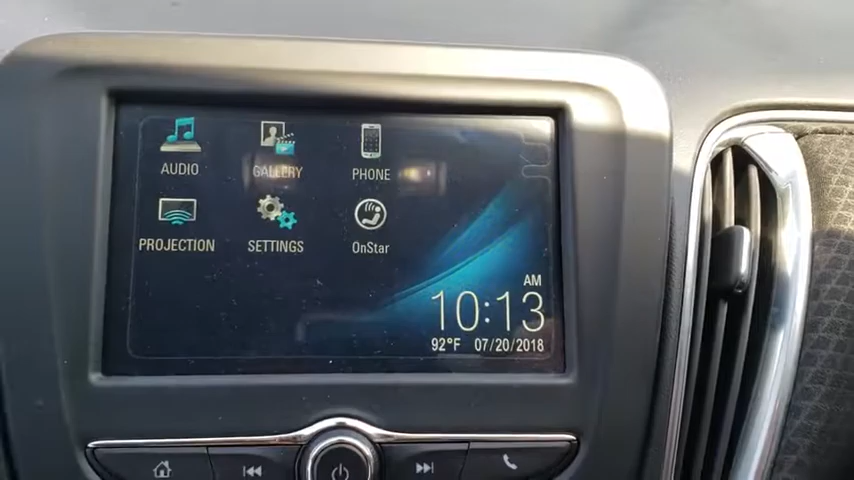 AUDIO GALLERY PHONE
PROJECTION SETTINGS OnStar
AM
10:13
92°F 07/20/2018